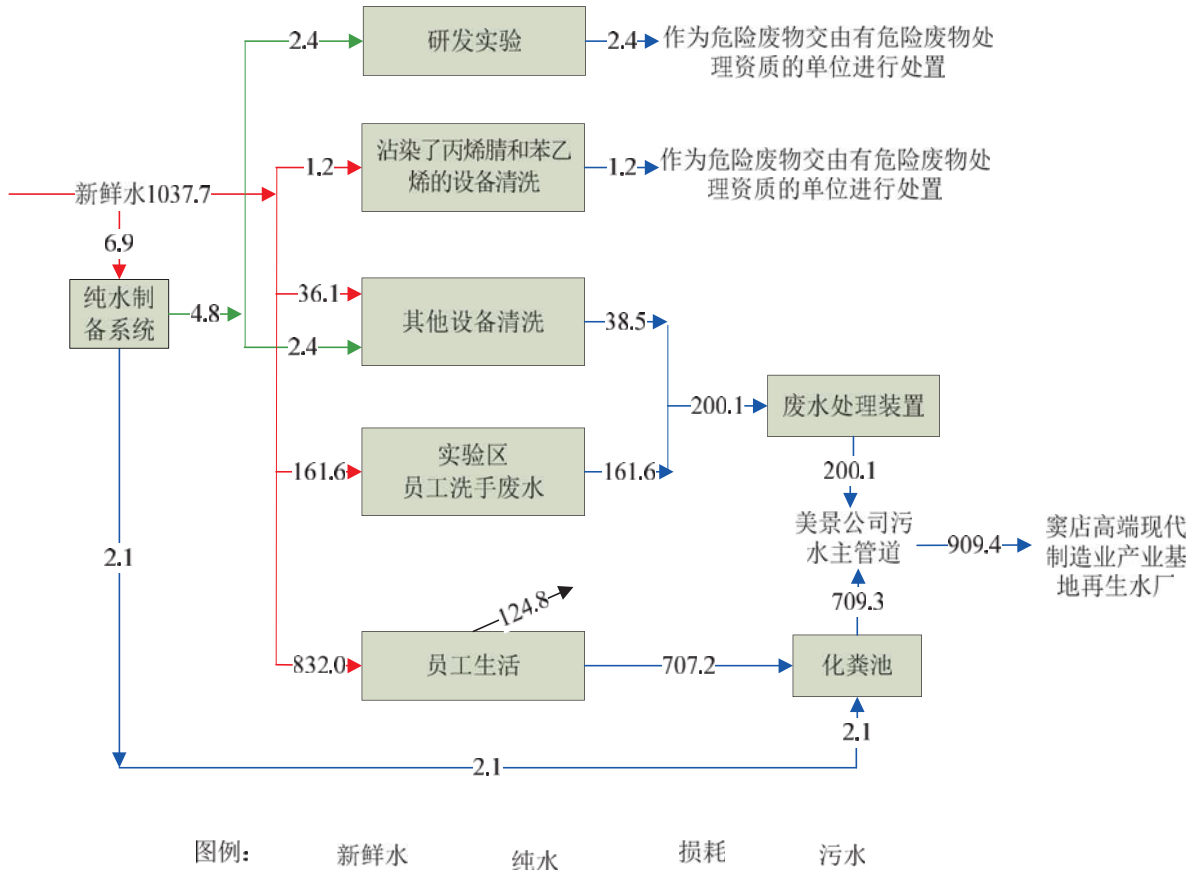 2.4
研发实验
2.4
作为危险废物交由有危险废物处
理资质的单位进行处置
1.2
沾染了丙烯腈和苯乙
烯的设备清洗
1.2
作为危险废物交由有危险废物处
理资质的单位进行处置
新鲜水1037.7
6.9
纯水制
备系统
4.8
36.1
2.4
其他设备清洗
38.5
200.1
废水处理装置
161.6
实验区
员工洗手废水
161.6
200.1
美景公司污
水主管道
909.4
窦店高端现代
制造业产业基
地再生水厂
2.1
709.3
124.8
832.0
员工生活
707.2
化粪池
2.1
2.1
图例：
新鲜水
纯水
损耗
污水